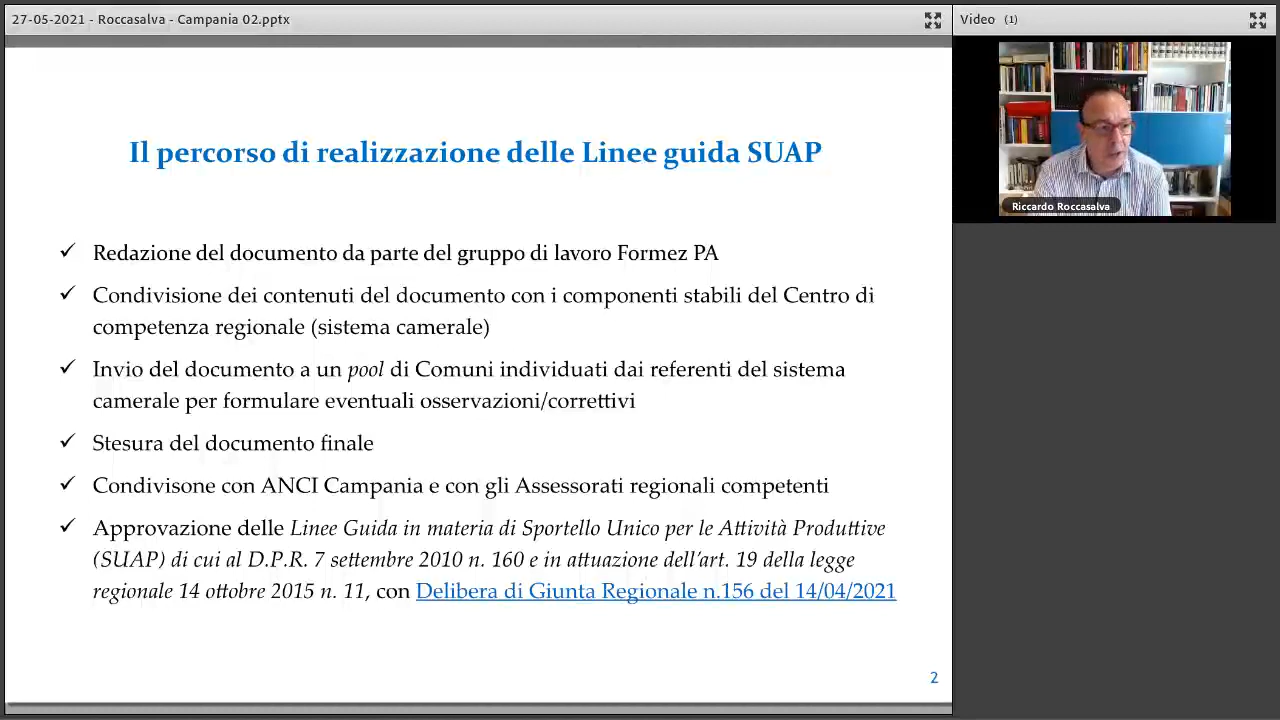 27-05-2021 - Roccasalva - Campania 02.pptx
Video (1)
Riccardo Roccasalva
Il percorso di realizzazione delle Linee guida SUAP
✓ Redazione del documento da parte del gruppo di lavoro Formez PA
✓ Condivisione dei contenuti del documento con i componenti stabili del Centro di
competenza regionale (sistema camerale)
✓ Invio del documento a un pool di Comuni individuati dai referenti del sistema
camerale per formulare eventuali osservazioni/correttivi
✓ Stesura del documento finale
✓ Condivisone con ANCI Campania e con gli Assessorati regionali competenti
✓ Approvazione delle Linee Guida in materia di Sportello Unico per le Attività Produttive
(SUAP) di cui al D.P.R. 7 settembre 2010 n. 160 e in attuazione dell'art. 19 della legge
regionale 14 ottobre 2015 n. 11, con Delibera di Giunta Regionale n.156 del 14/04/2021
2